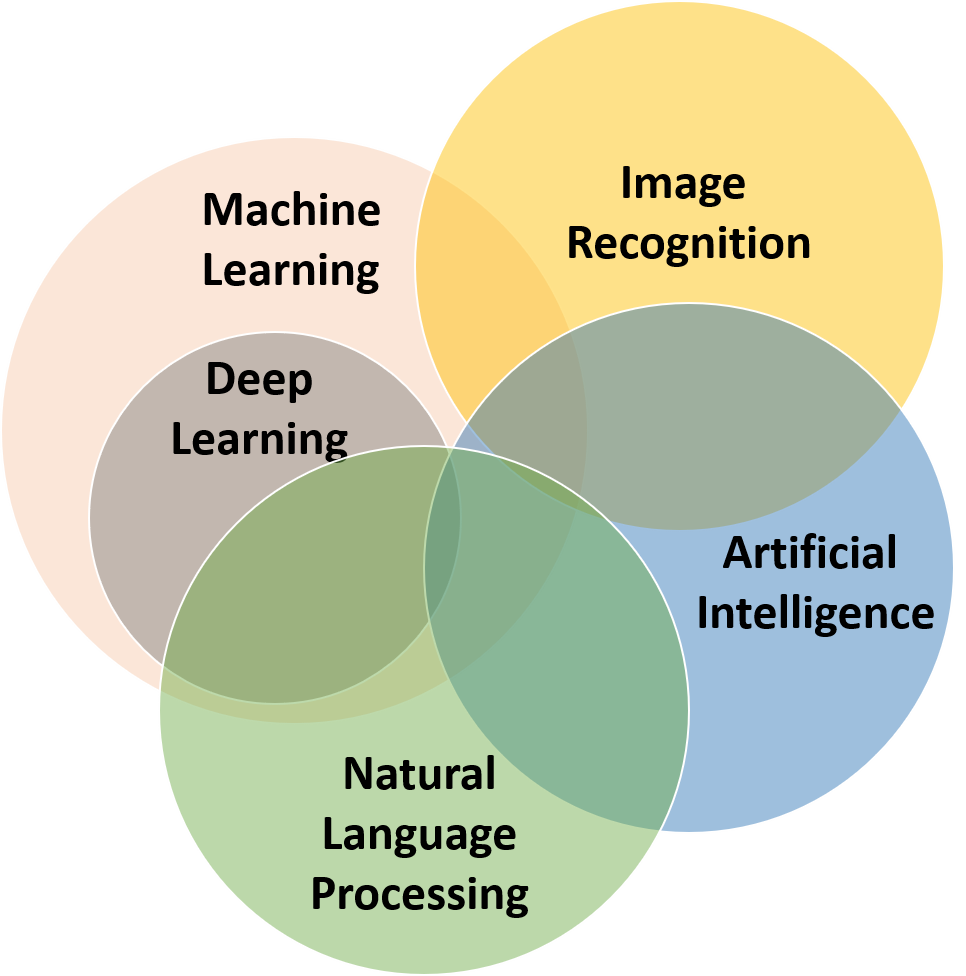 Image
Recognition
Machine
Learning
Deep
Learning
Artificial
Intelligence
Natural
Language
Processing